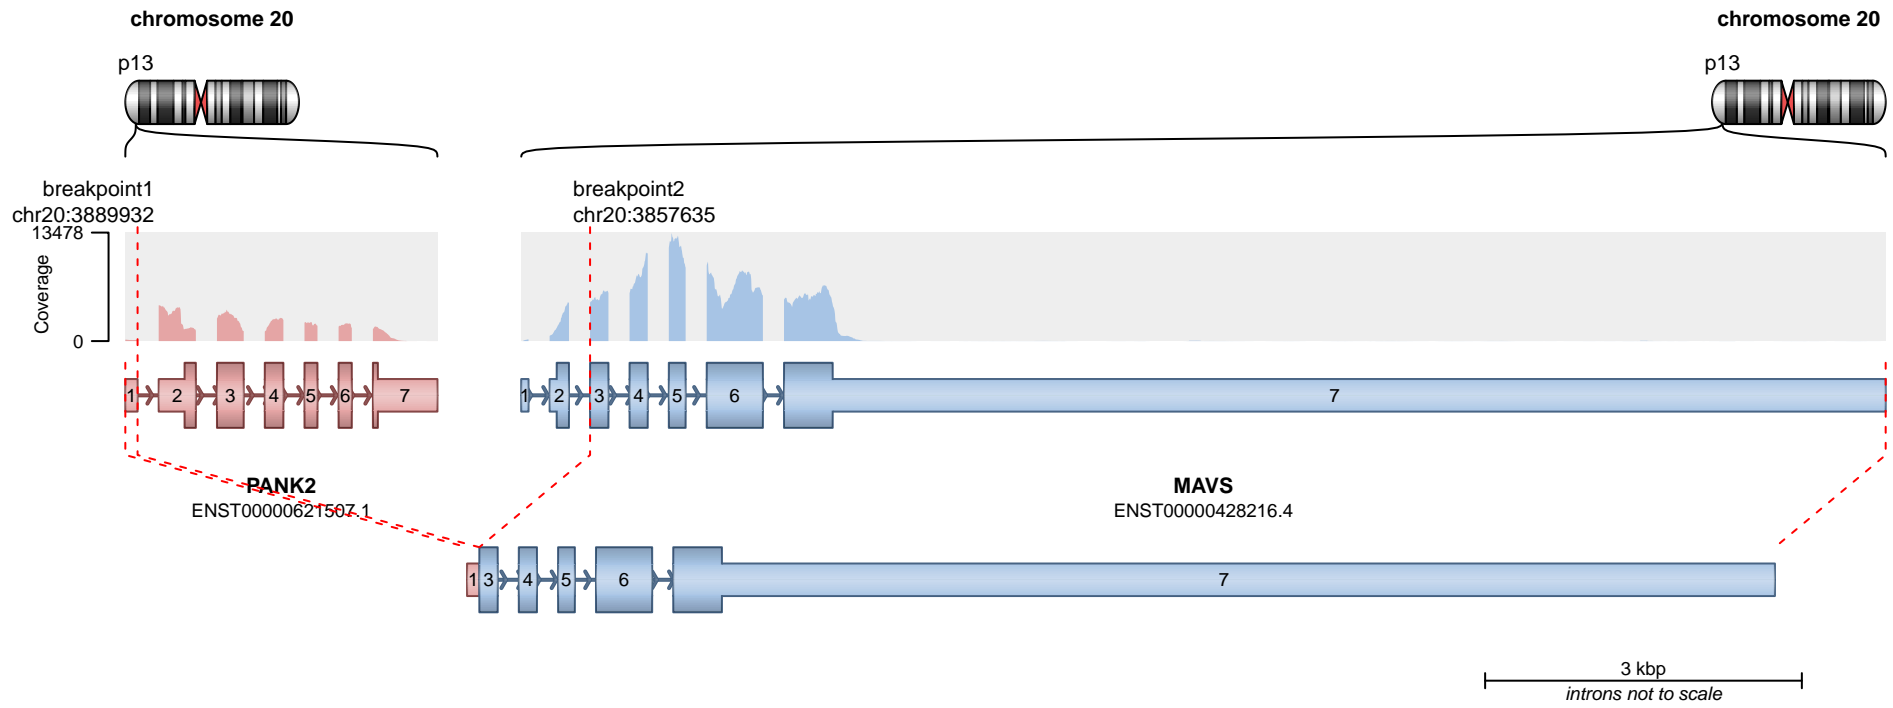 chromosome 20
chromosome 20
p13
p13
breakpoint1
chr20:3889932
breakpoint2
chr20:3857635
13478
Coverage
0
1 2 3 4 5 6 7
1 2 3 4 5 6 7
PANK2
ENST00000621507.1
MAVS
ENST00000428216.4
1 3 4 5 6 7
3 kbp
introns not to scale